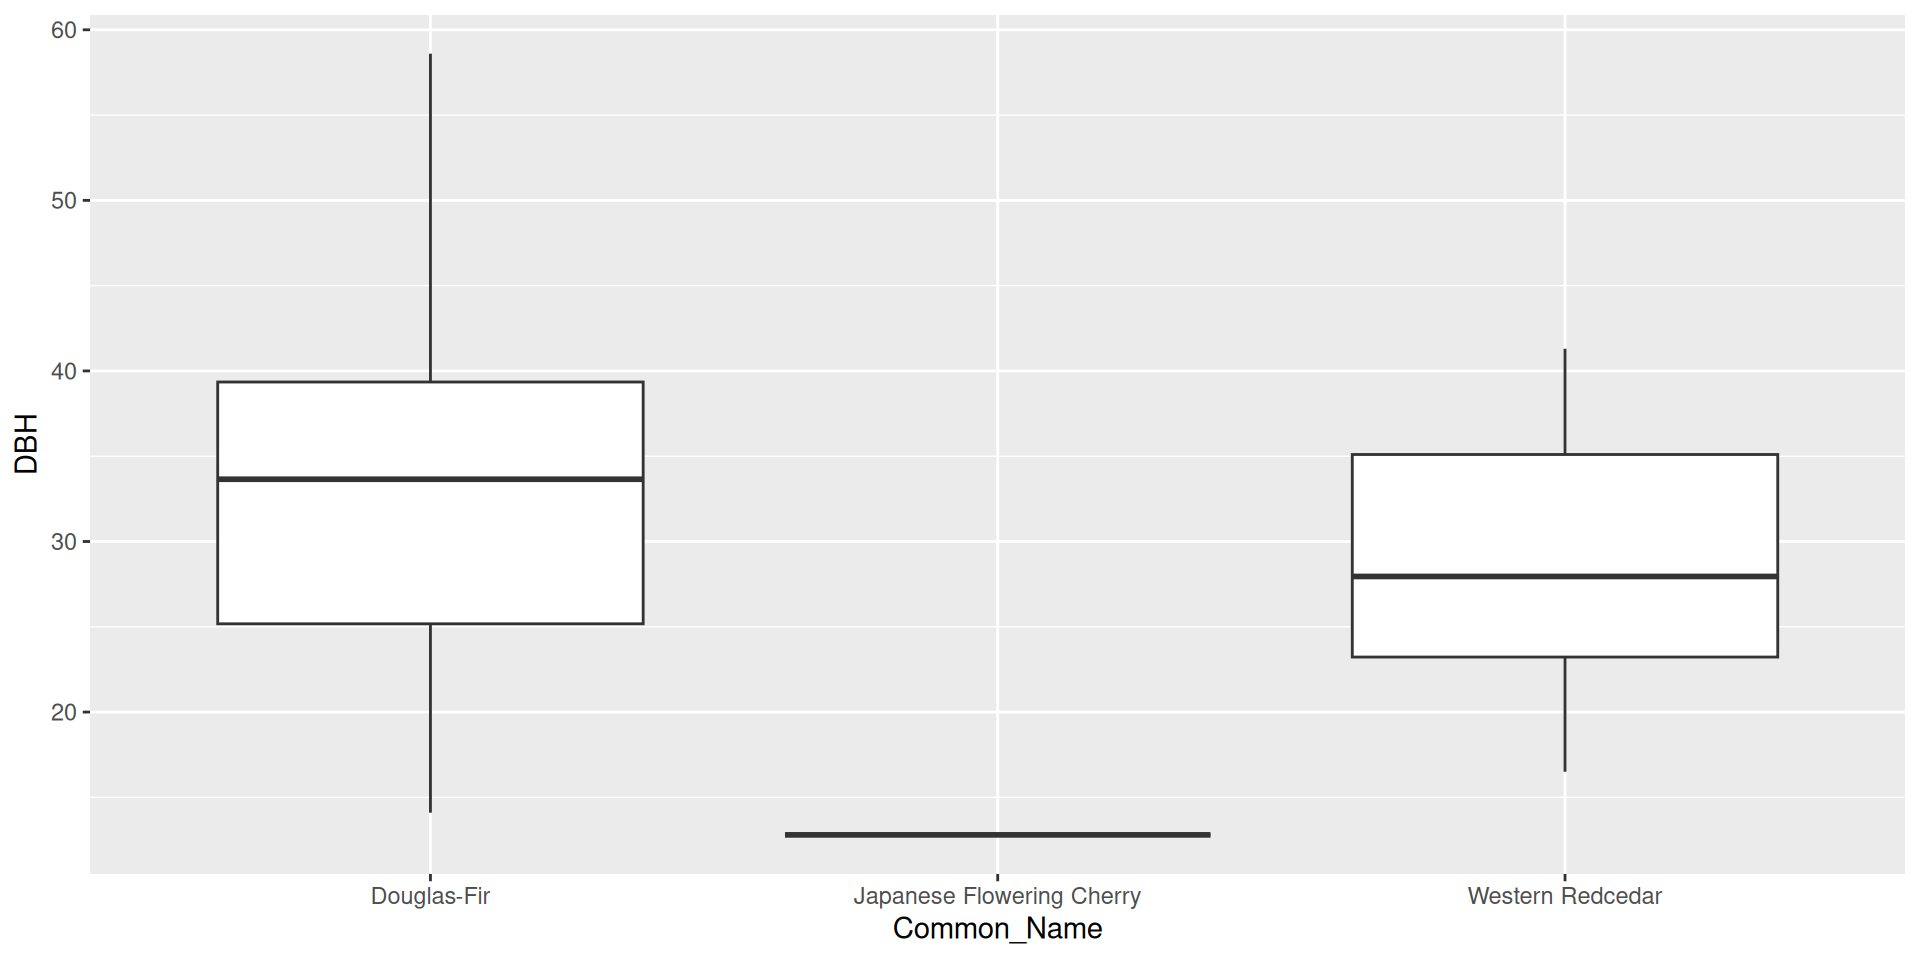 60
50
40
30
20
DBH
Douglas-Fir
Japanese Flowering Cherry
Western Redcedar
Common_Name